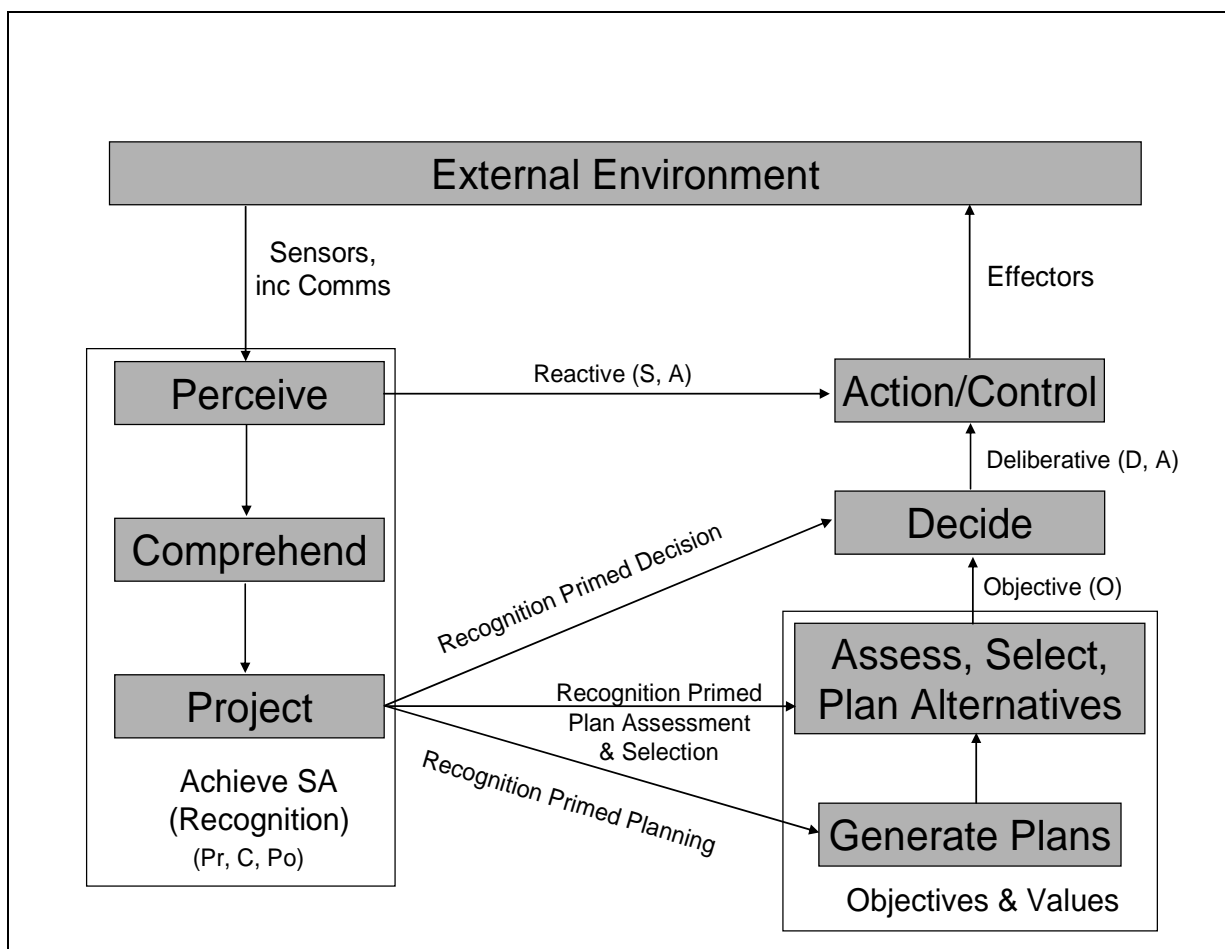 External Environment
Sensors,
inc Comms
Effectors
Perceive
Reactive (S, A)
Action/Control
Deliberative (D, A)
Comprehend
Recognition Primed Decision
Decide
Objective (O)
Project
Recognition Primed
Plan Assessment
& Selection
Assess, Select,
Plan Alternatives
Recognition Primed Planning
Achieve SA
(Recognition)
(Pr, C, Po)
Generate Plans
Objectives & Values